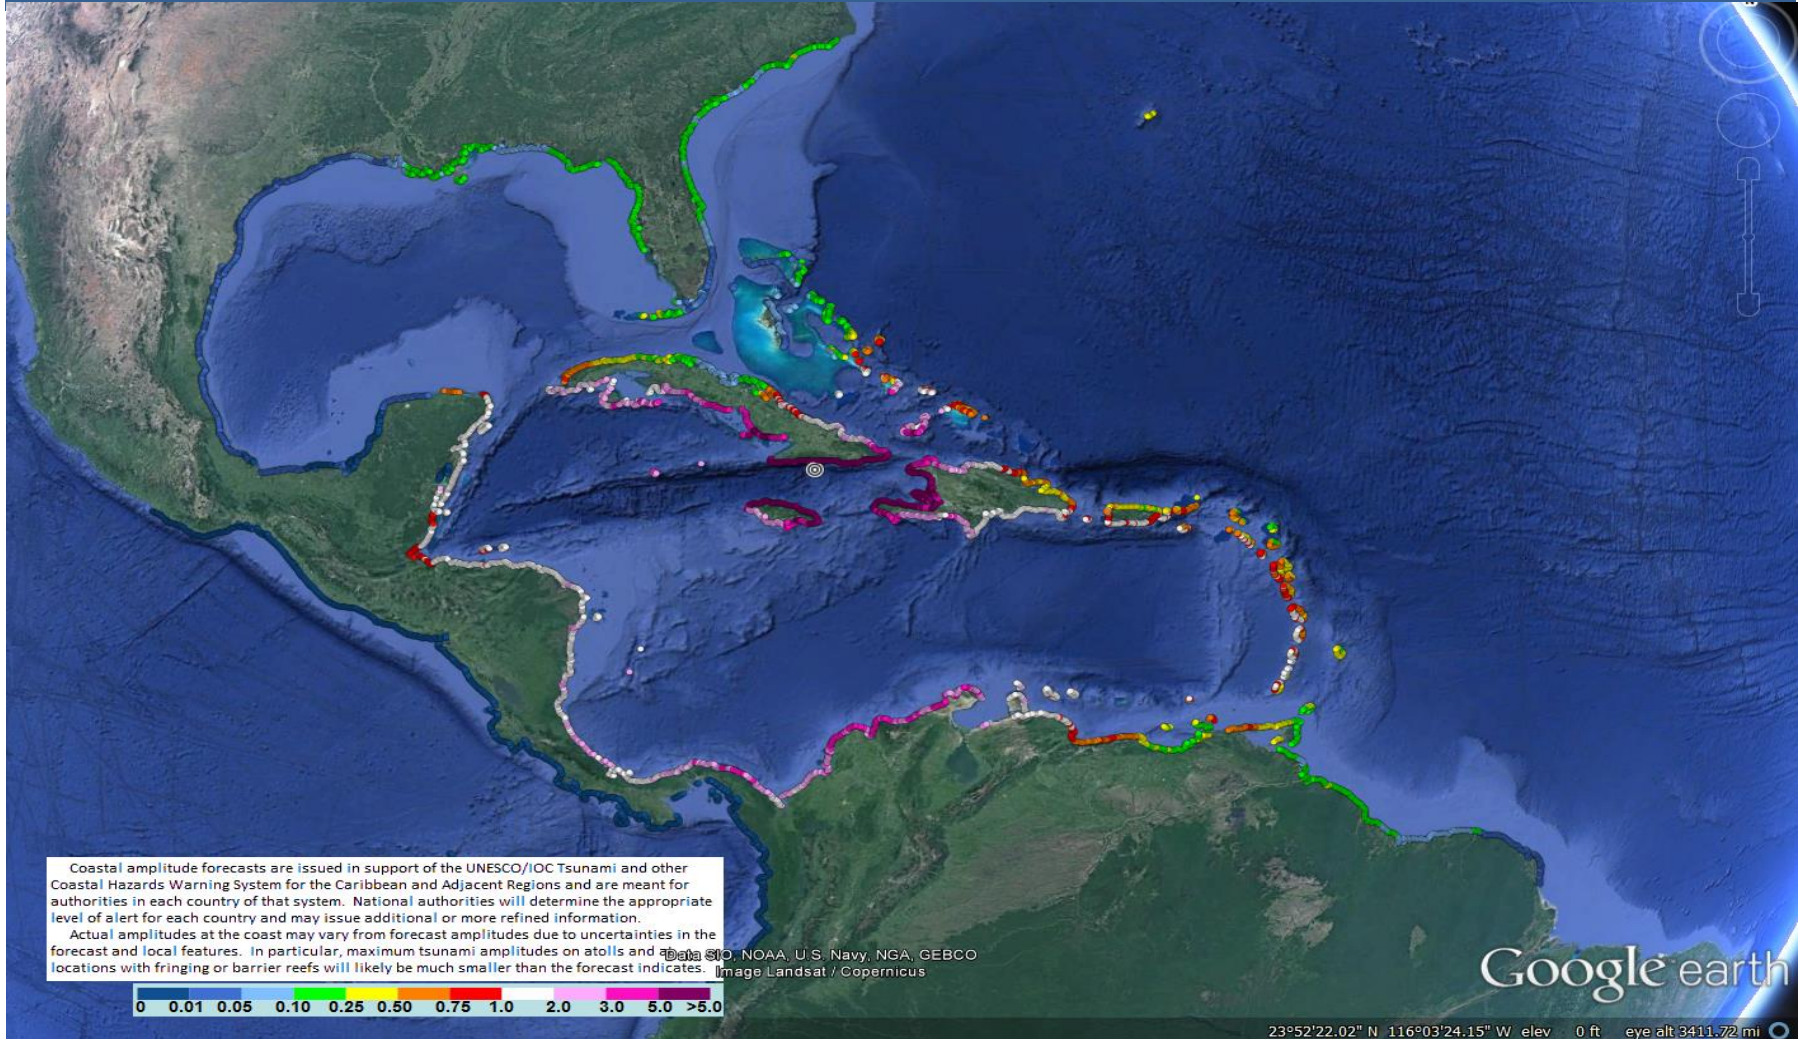 Coastal amplitude forecasts are issued in support of the UNESCO/IOC Tsunami and other
Coastal Hazards Warning System for the Caribbean and Adjacent Regions and are meant for
authorities in each country of that system. National authorities will determine the appropriate
level of alert for each country and may issue additional or more refined information.
Actual amplitudes at the coast may vary from forecast amplitudes due to uncertainties in the
forecast and local features. In particular, maximum tsunami amplitudes on atolls and at
locations with fringing or barrier reefs will likely be much smaller than the forecast indicates.
Data SIO, NOAA, U.S. Navy, NGA, GEBCO
Image Landsat / Copernicus
Google earth
0 0.01 0.05 0.10 0.25 0.50 0.75 1.0 2.0 3.0 5.0 >5.0
23°52'22.02" N 116°03'24.15" W elev 0 ft eye alt 3411.72 mi